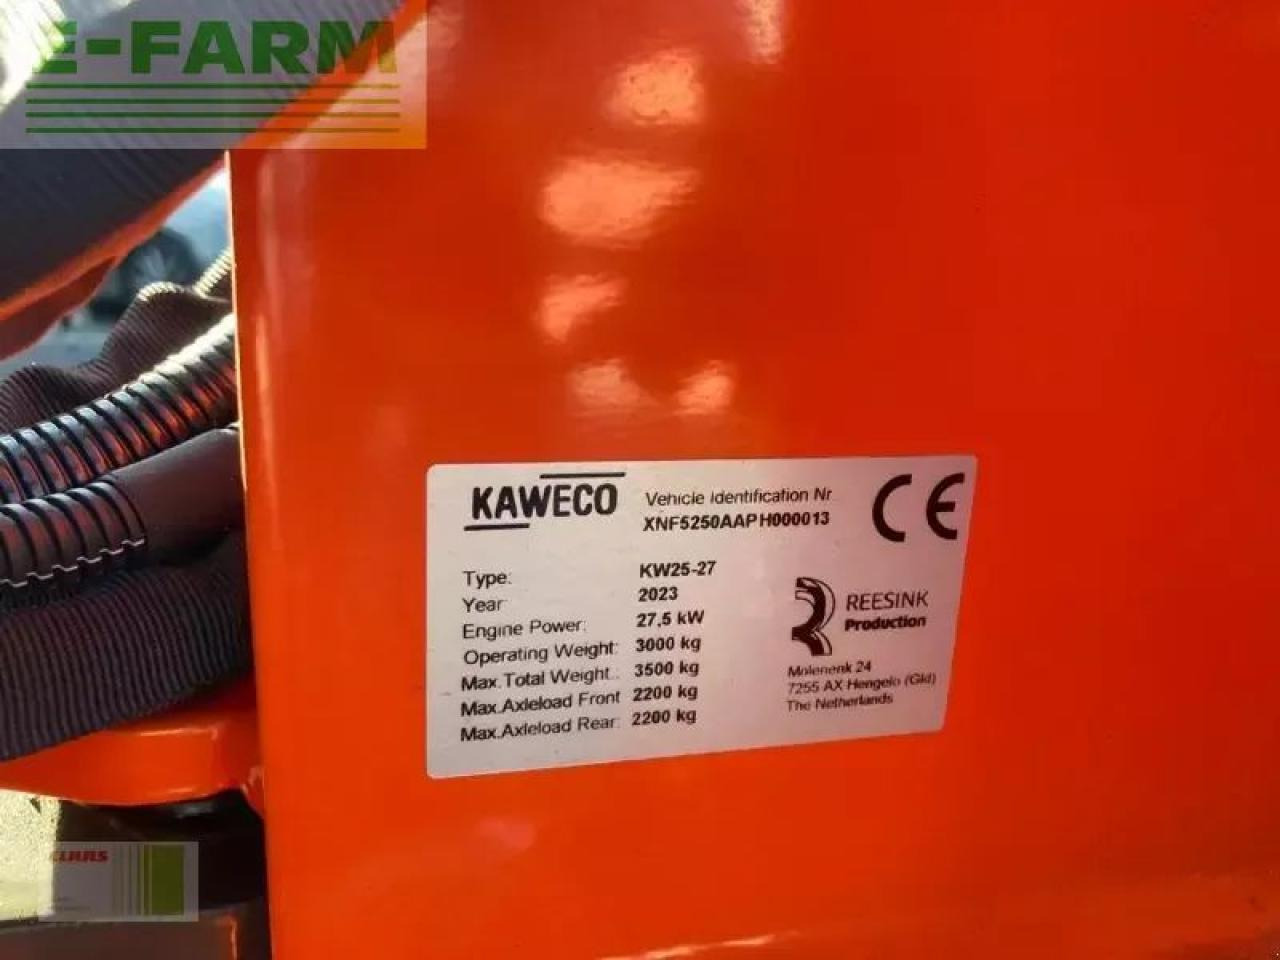 E-FARM
KAWECO
Vehicle Identification Nr
XNF5250AAPH000013
CE
Type: KW25-27
Year 2023
Engine Power: 27,5 kW
Operating Weight: 3000 kg
Max.Total Weight.: 3500 kg
Max.Axleload Front 2200 kg
Max.Axleload Rear: 2200 kg
REESINK
Production
Molenenk 24
7255 AX Hengelo (Gld)
The Netherlands
CLAAS